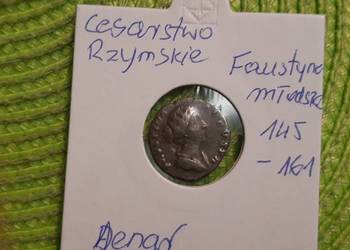 Cesarstwo
Rzymskie
Faustyna
młodsza
145
- 161
Denar